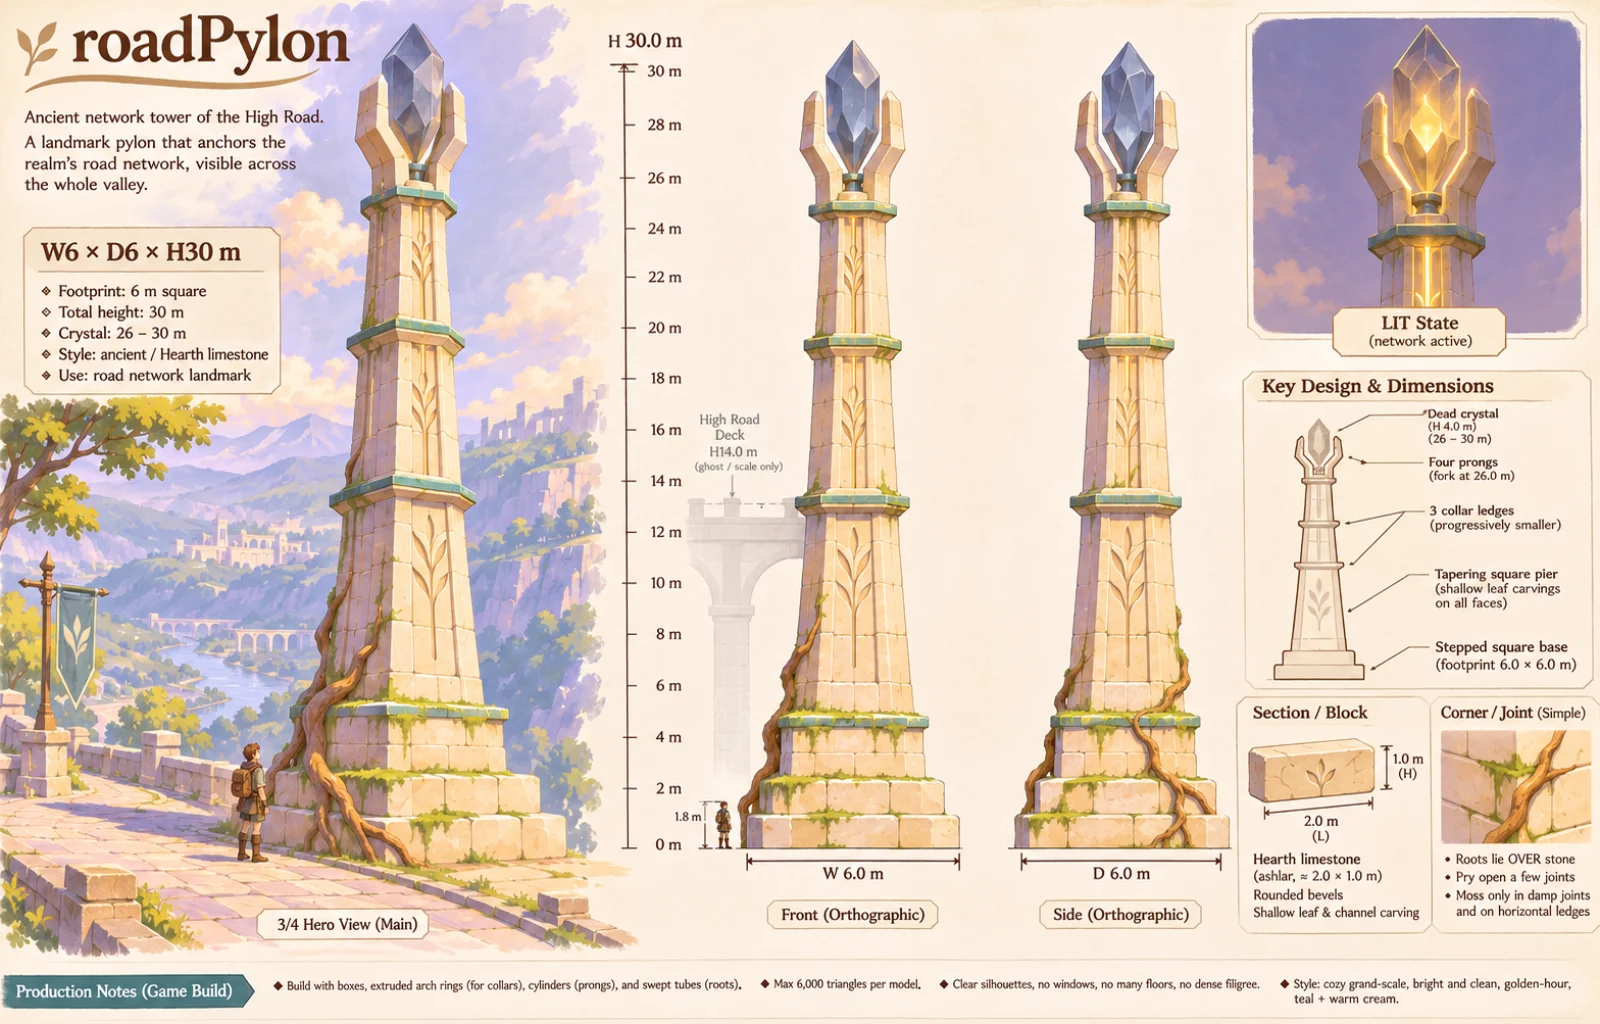 roadPylon
Ancient network tower of the High Road.
A landmark pylon that anchors the
realm's road network, visible across
the whole valley.
W6 × D6 × H30 m
Footprint: 6 m square
Total height: 30 m
Crystal: 26 – 30 m
Style: ancient / Hearth limestone
Use: road network landmark
3/4 Hero View (Main)
H 30.0 m
30 m
28 m
26 m
24 m
22 m
20 m
18 m
16 m
14 m
12 m
10 m
8 m
6 m
4 m
2 m
0 m
1.8 m
High Road
Deck
H14.0 m
(ghost / scale only)
W 6.0 m
Front (Orthographic)
D 6.0 m
Side (Orthographic)
LIT State
(network active)
Key Design & Dimensions
Dead crystal
(H 4.0 m)
(26 – 30 m)
Four prongs
(fork at 26.0 m)
3 collar ledges
(progressively smaller)
Tapering square pier
(shallow leaf carvings
on all faces)
Stepped square base
(footprint 6.0 × 6.0 m)
Section / Block
1.0 m
(H)
2.0 m
(L)
Hearth limestone
(ashlar, ≈ 2.0 × 1.0 m)
Rounded bevels
Shallow leaf & channel carving
Corner / Joint (Simple)
• Roots lie OVER stone
• Pry open a few joints
• Moss only in damp joints
and on horizontal ledges
Production Notes (Game Build)
◆ Build with boxes, extruded arch rings (for collars), cylinders (prongs), and swept tubes (roots).
◆ Max 6,000 triangles per model.
◆ Clear silhouettes, no windows, no many floors, no dense filigree.
◆ Style: cozy grand-scale, bright and clean, golden-hour,
teal + warm cream.